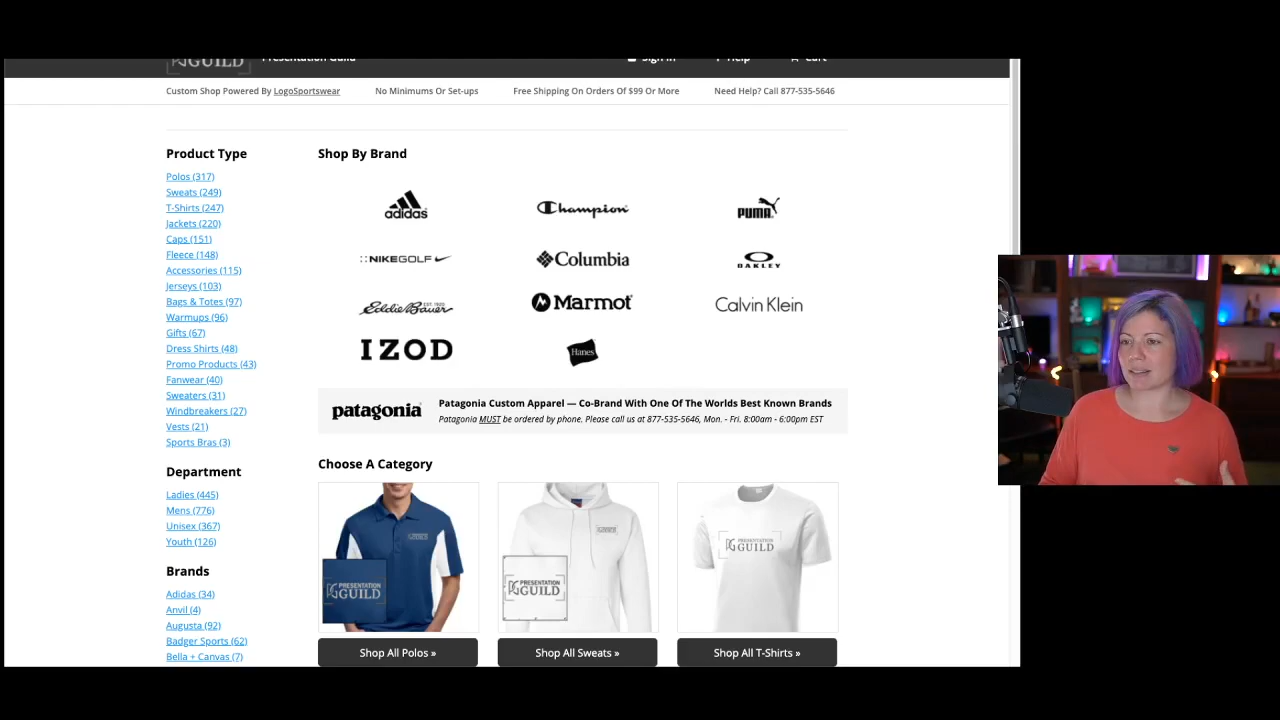 GUILD
Presentation Guild
Sign In
Help
Cart
Custom Shop Powered By LogoSportswear
No Minimums Or Set-ups
Free Shipping On Orders Of $99 Or More
Need Help? Call 877-535-5646
Product Type
Polos (317)
Sweats (249)
T-Shirts (247)
Jackets (220)
Caps (151)
Fleece (148)
Accessories (115)
Jerseys (103)
Bags & Totes (97)
Warmups (96)
Gifts (67)
Dress Shirts (48)
Promo Products (43)
Fanwear (40)
Sweaters (31)
Windbreakers (27)
Vests (21)
Sports Bras (3)
Department
Ladies (445)
Mens (776)
Unisex (367)
Youth (126)
Brands
Adidas (34)
Anvil (4)
Augusta (92)
Badger Sports (62)
Bella + Canvas (7)
Shop By Brand
adidas
Champion
PUMA
NIKEGOLF
Columbia
OAKLEY
Eddie Bauer
EST. 1920
Marmot
Calvin Klein
IZOD
Hanes
patagonia
Patagonia Custom Apparel — Co-Brand With One Of The Worlds Best Known Brands
Patagonia MUST be ordered by phone. Please call us at 877-535-5646, Mon. - Fri. 8:00am - 6:00pm EST
Choose A Category
PRESENTATION
GUILD
PRESENTATION
GUILD
PRESENTATION
GUILD
Shop All Polos »
Shop All Sweats »
Shop All T-Shirts »